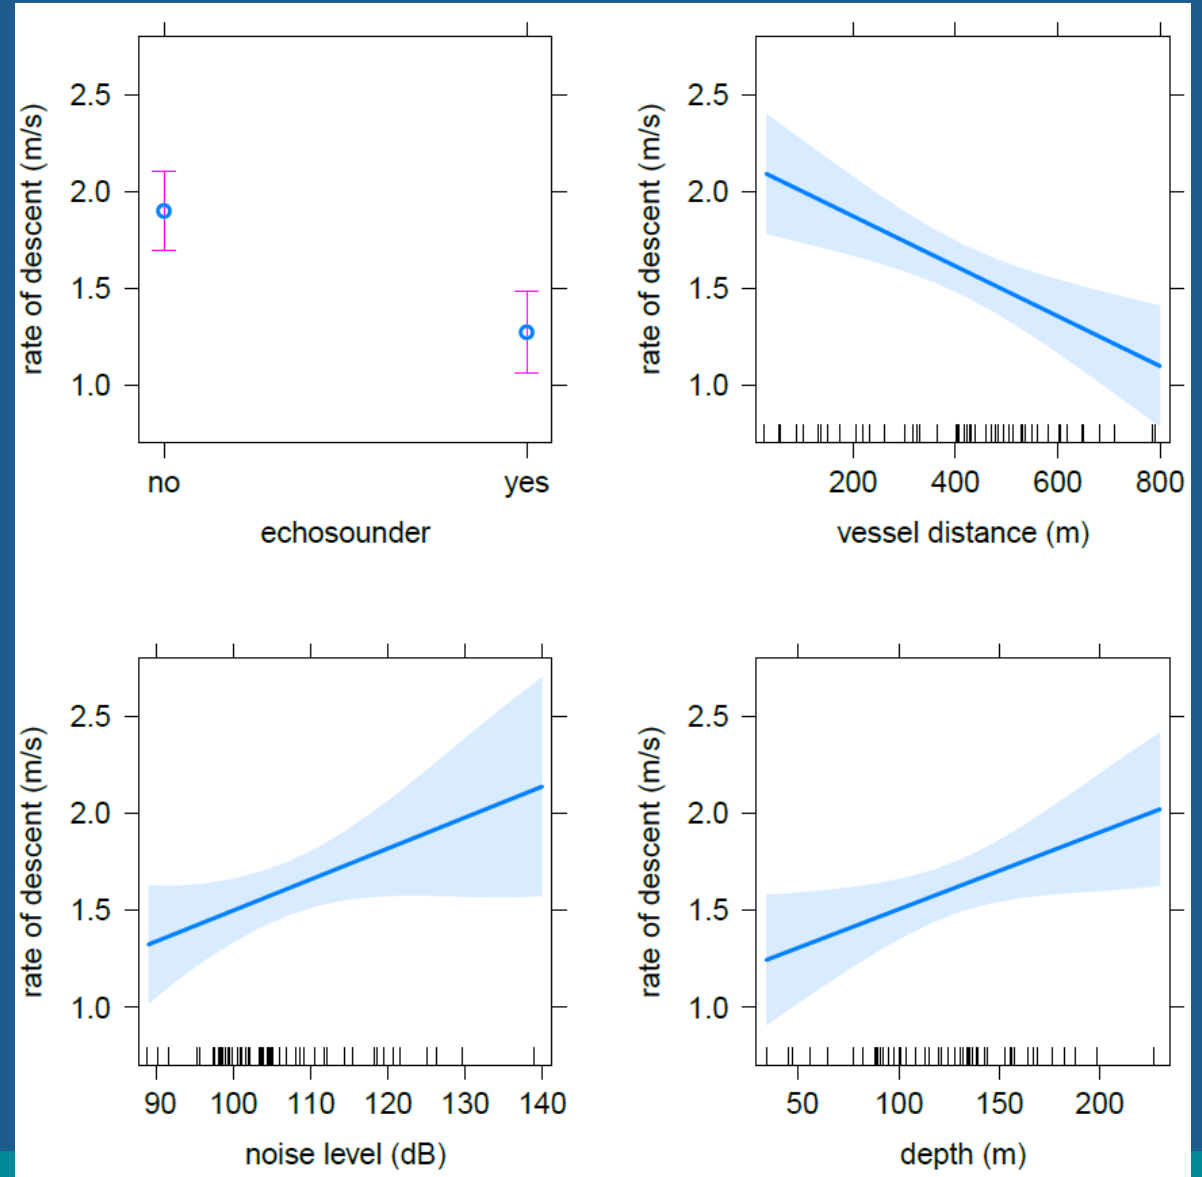 rate of descent (m/s)
2.5
2.0
1.5
1.0
no yes
echosounder
rate of descent (m/s)
2.5
2.0
1.5
1.0
200 400 600 800
vessel distance (m)
rate of descent (m/s)
2.5
2.0
1.5
1.0
90 100 110 120 130 140
noise level (dB)
rate of descent (m/s)
2.5
2.0
1.5
1.0
50 100 150 200
depth (m)